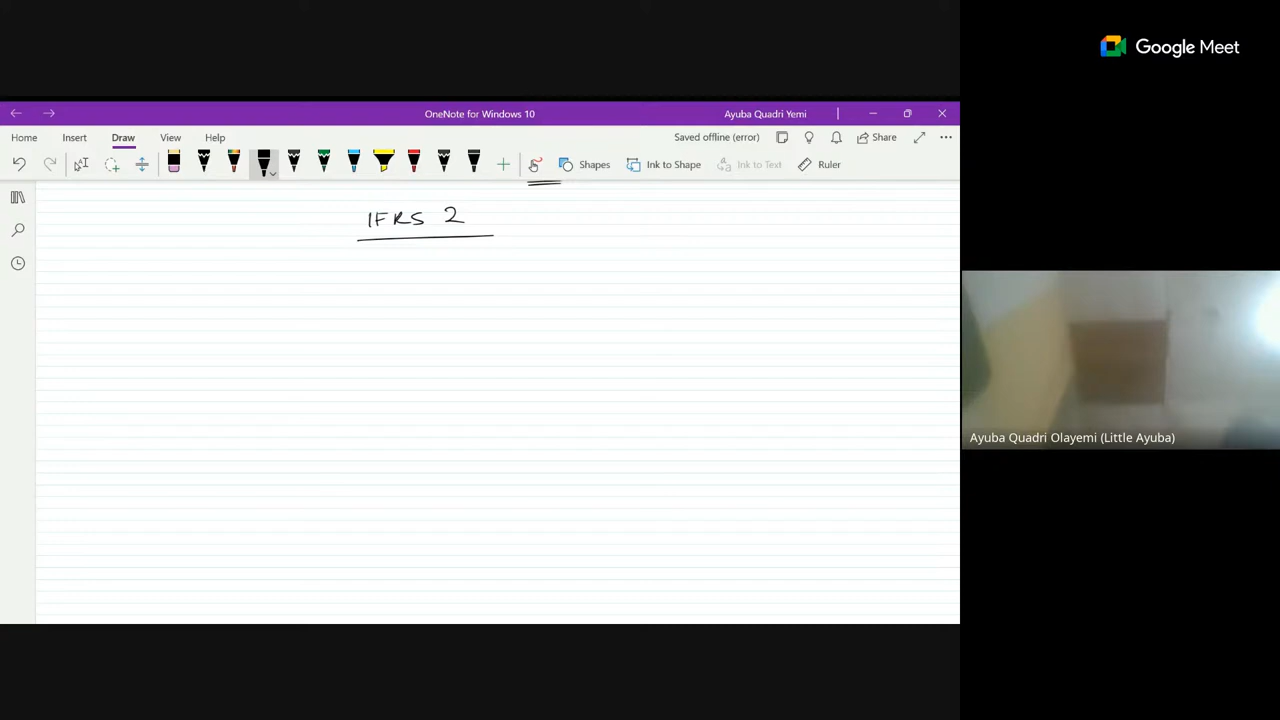 Google Meet
OneNote for Windows 10
Ayuba Quadri Yemi
Home Insert Draw View Help
Saved offline (error)
Share
Shapes
Ink to Shape
Ink to Text
Ruler
IFRS 2
Ayuba Quadri Olayemi (Little Ayuba)